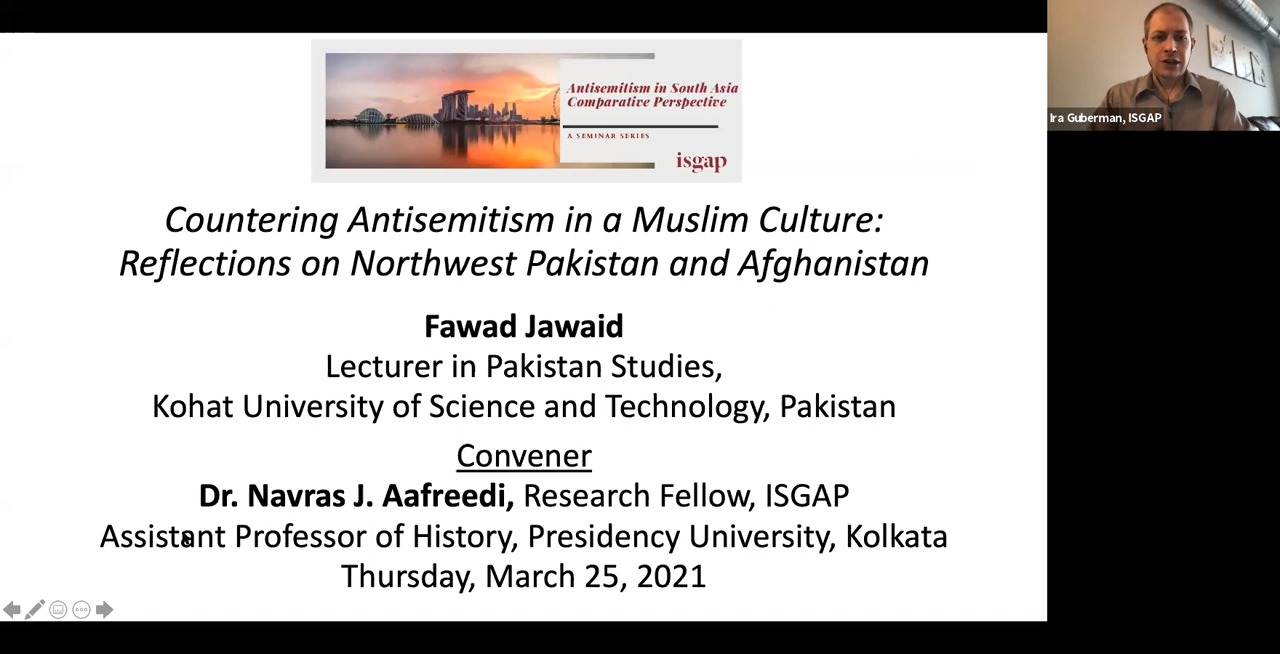 Antisemitism in South Asia
Comparative Perspective
A SEMINAR SERIES
isgap
Countering Antisemitism in a Muslim Culture:
Reflections on Northwest Pakistan and Afghanistan
Fawad Jawaid
Lecturer in Pakistan Studies,
Kohat University of Science and Technology, Pakistan
Convener
Dr. Navras J. Aafreedi, Research Fellow, ISGAP
Assistant Professor of History, Presidency University, Kolkata
Thursday, March 25, 2021
Ira Guberman, ISGAP